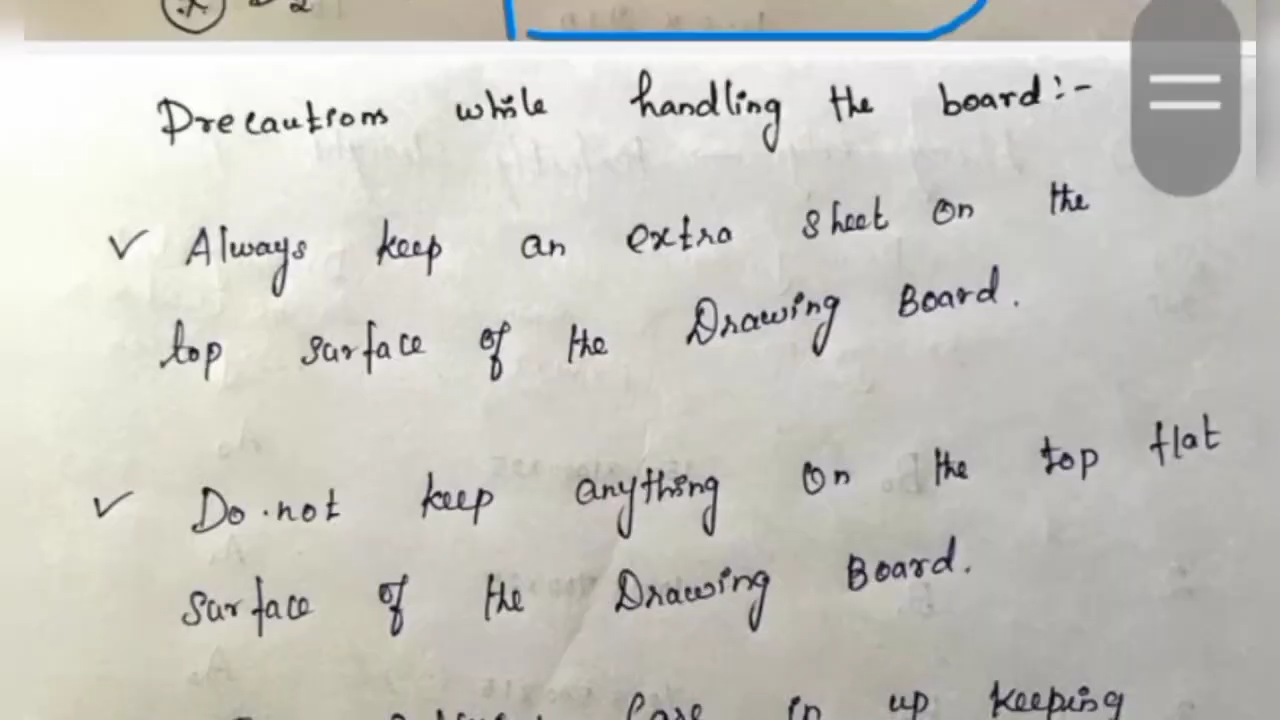 Precautions while handling the board:-
✓ Always keep an extra sheet on the
top surface of the Drawing Board.
✓ Do not keep anything on the top flat
surface of the Drawing Board.
in up keeping